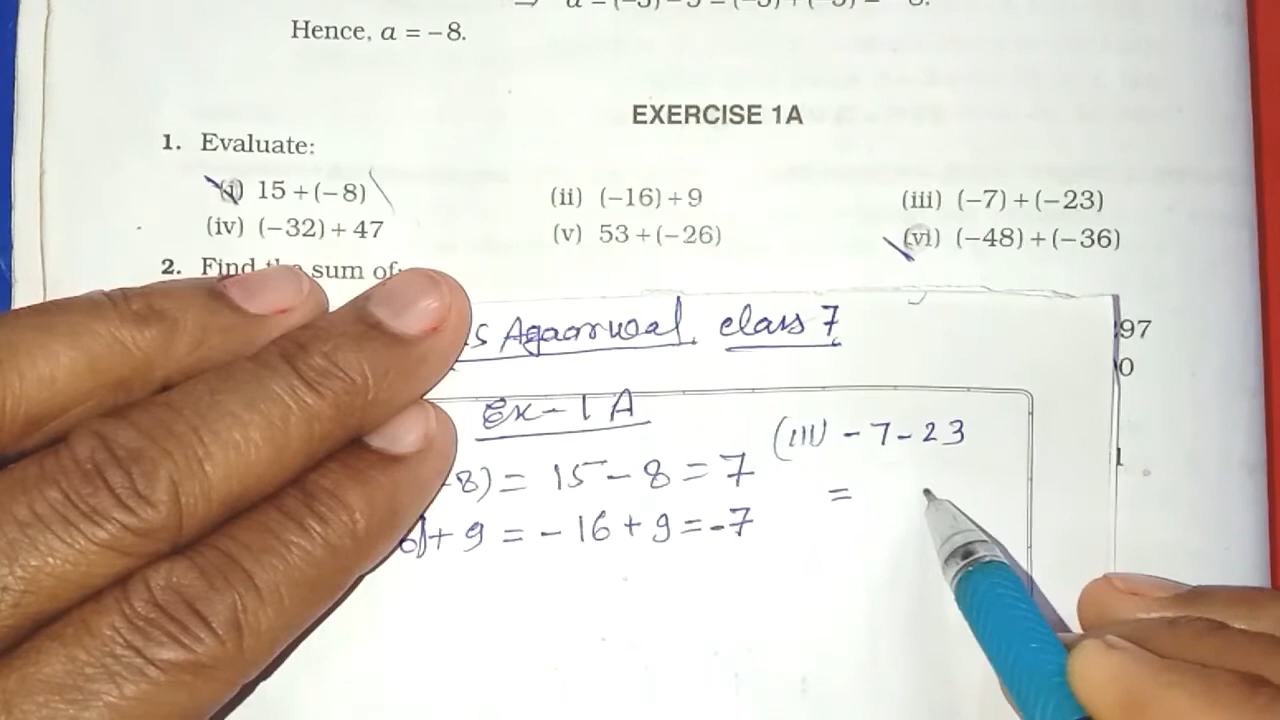 Hence, a = −8.
EXERCISE 1A
1. Evaluate:
(i) 15 + (−8) (ii) (−16) + 9 (iii) (−7) + (−23)
(iv) (−32) + 47 (v) 53 + (−26) (vi) (−48) + (−36)
2. Find the sum of:
s Agaarwal class 7
97
0
Ex-1A
(iii) -7-23
-8) = 15-8 = 7
=
+ 9 = -16+9 = -7